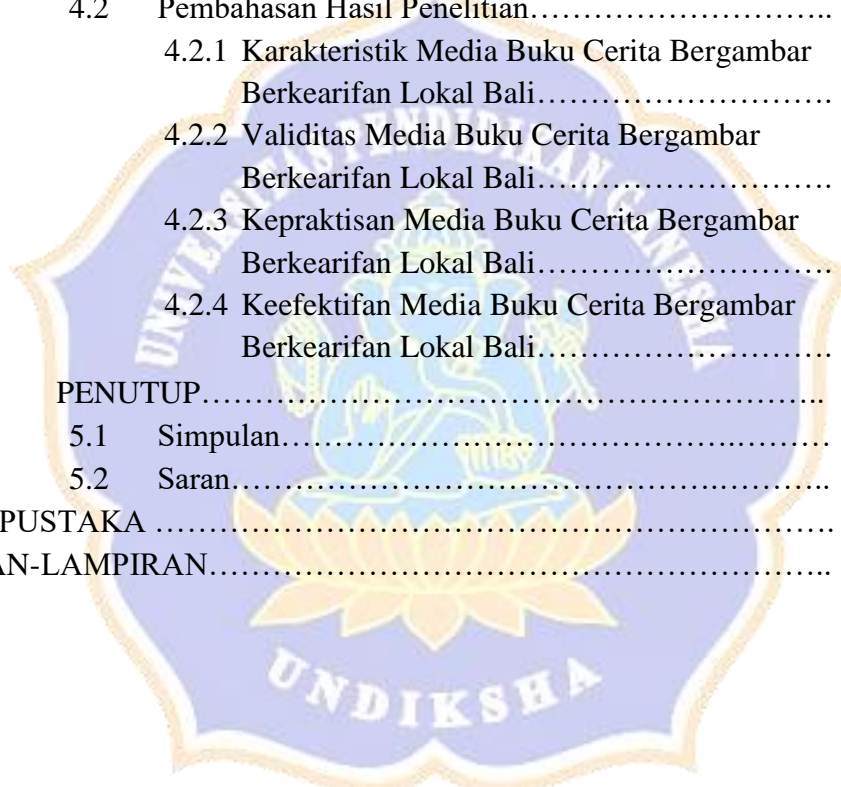 4.2 Pembahasan Hasil Penelitian……………………..
4.2.1 Karakteristik Media Buku Cerita Bergambar
Berkearifan Lokal Bali……………………….
4.2.2 Validitas Media Buku Cerita Bergambar
Berkearifan Lokal Bali……………………….
4.2.3 Kepraktisan Media Buku Cerita Bergambar
Berkearifan Lokal Bali……………………….
4.2.4 Keefektifan Media Buku Cerita Bergambar
Berkearifan Lokal Bali……………………….
PENUTUP…………………………………………………..
5.1 Simpulan…………………………………….………
5.2 Saran……………………………………….………..
PUSTAKA ……………………………………………………….
AN-LAMPIRAN…………………………………………………..
UNIVERSITAS PENDIDIKAN GANESHA
UNDIKSHA